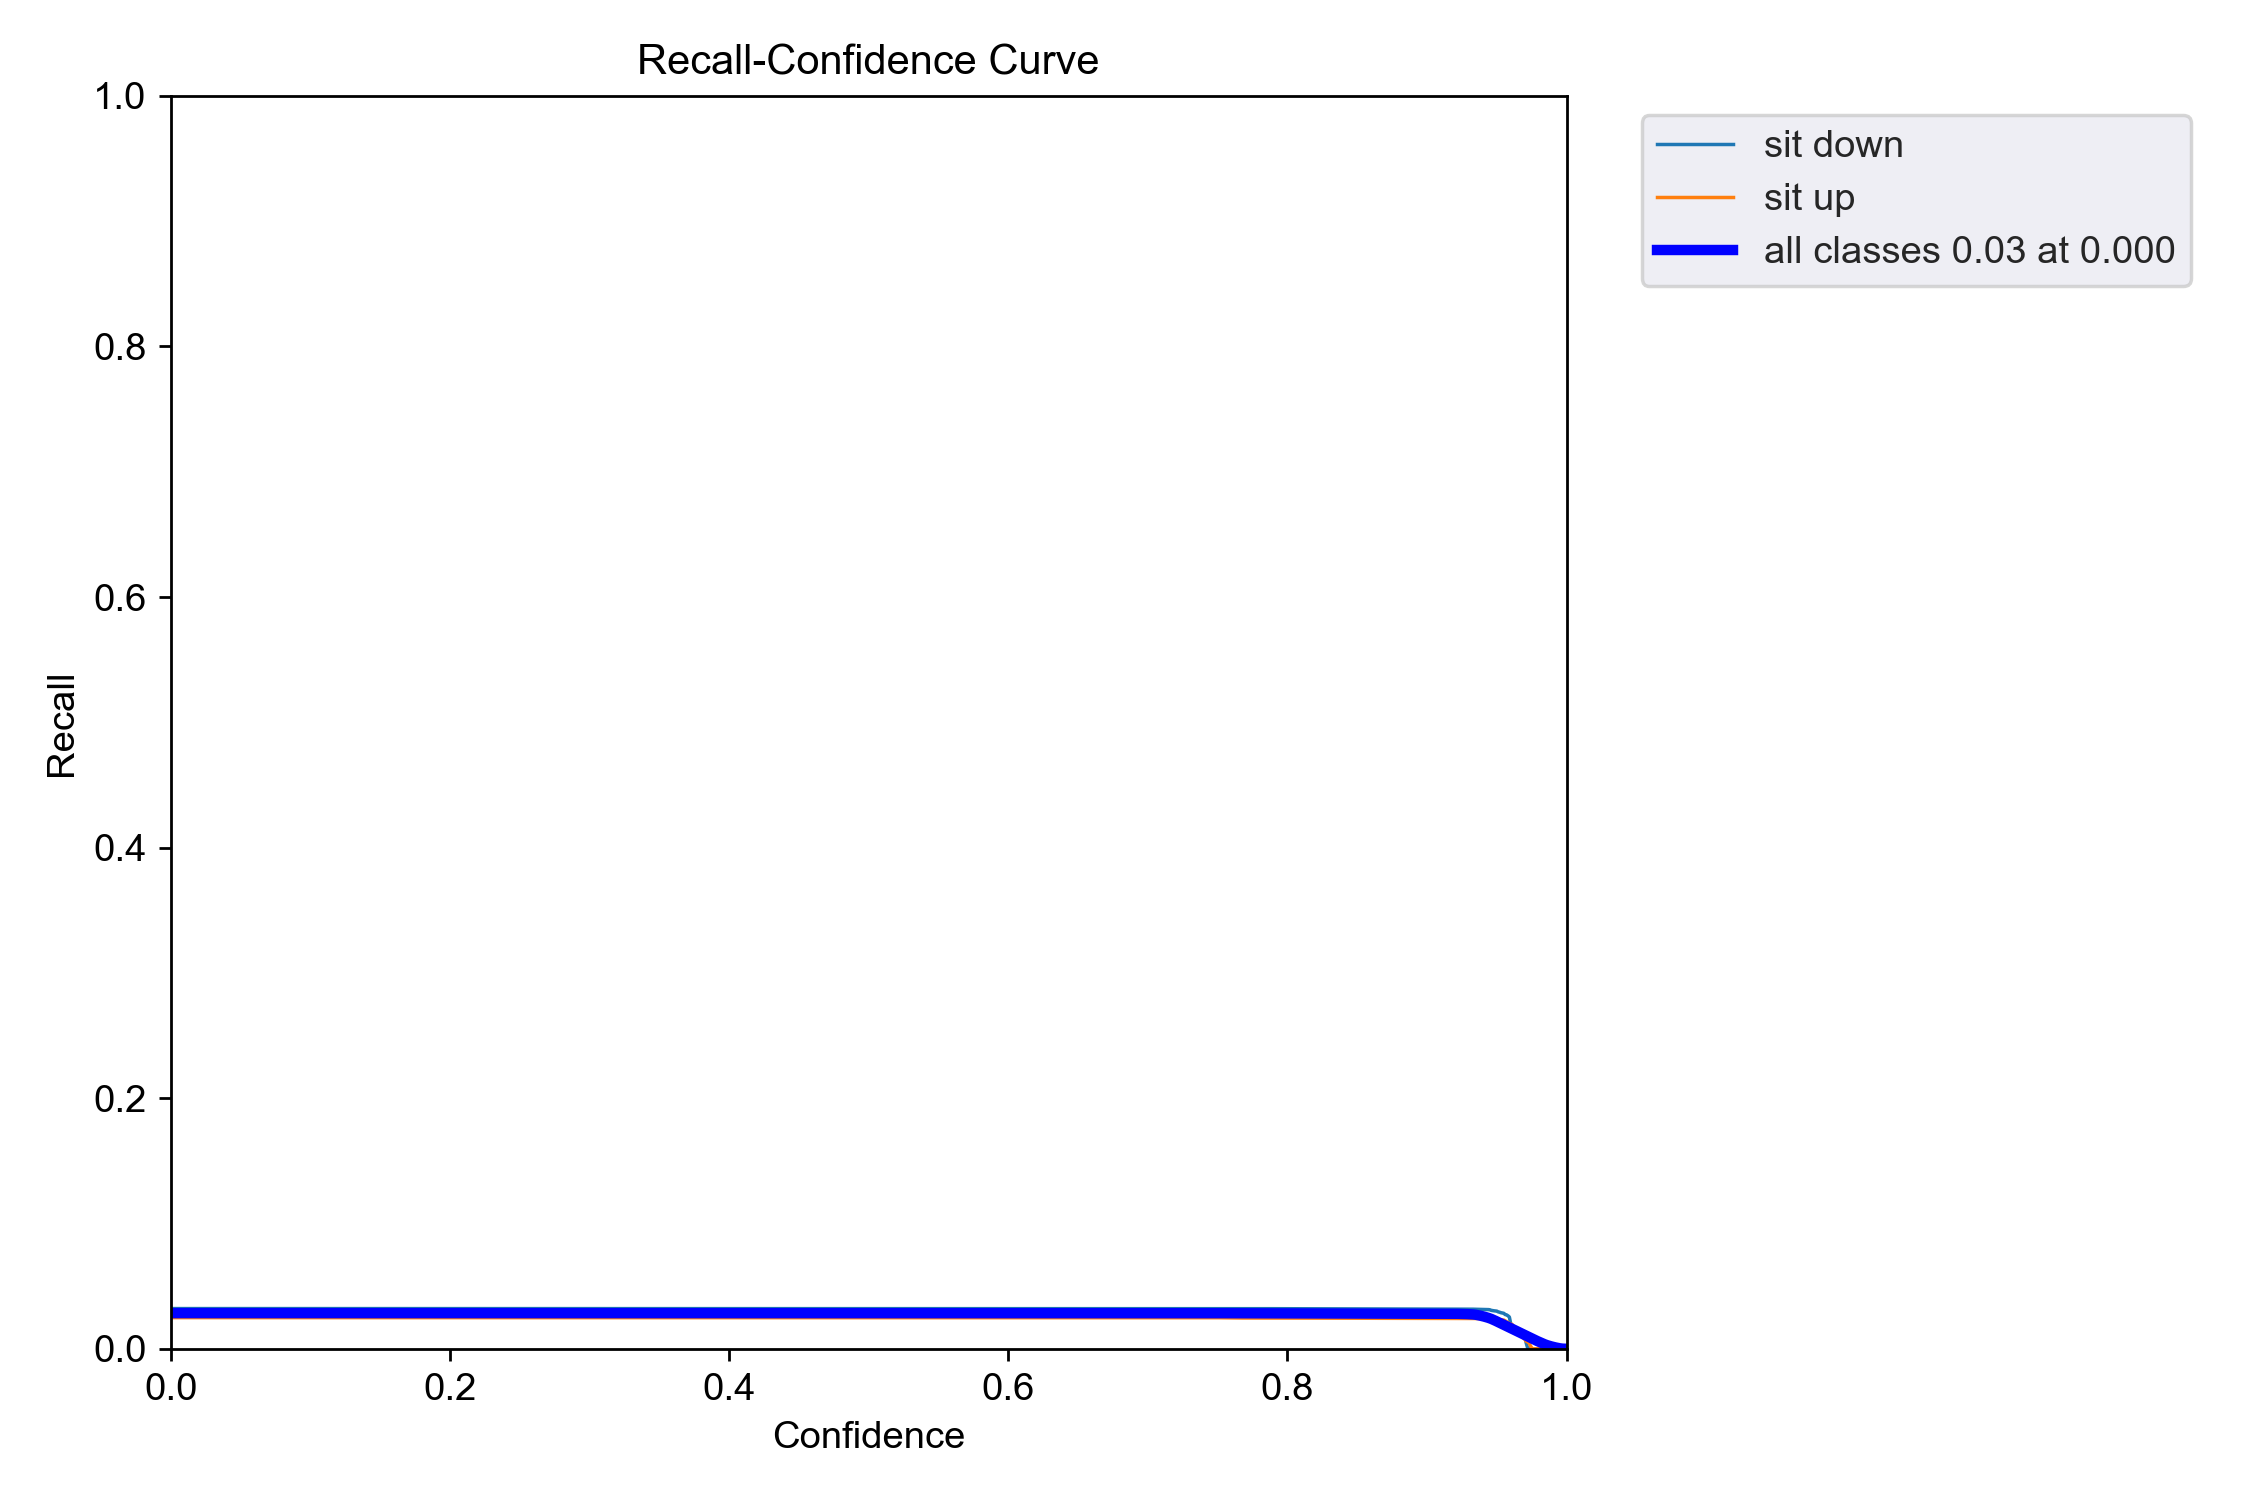 Recall-Confidence Curve
1.0
0.8
0.6
0.4
0.2
0.0
Recall
0.0 0.2 0.4 0.6 0.8 1.0
Confidence
sit down
sit up
all classes 0.03 at 0.000